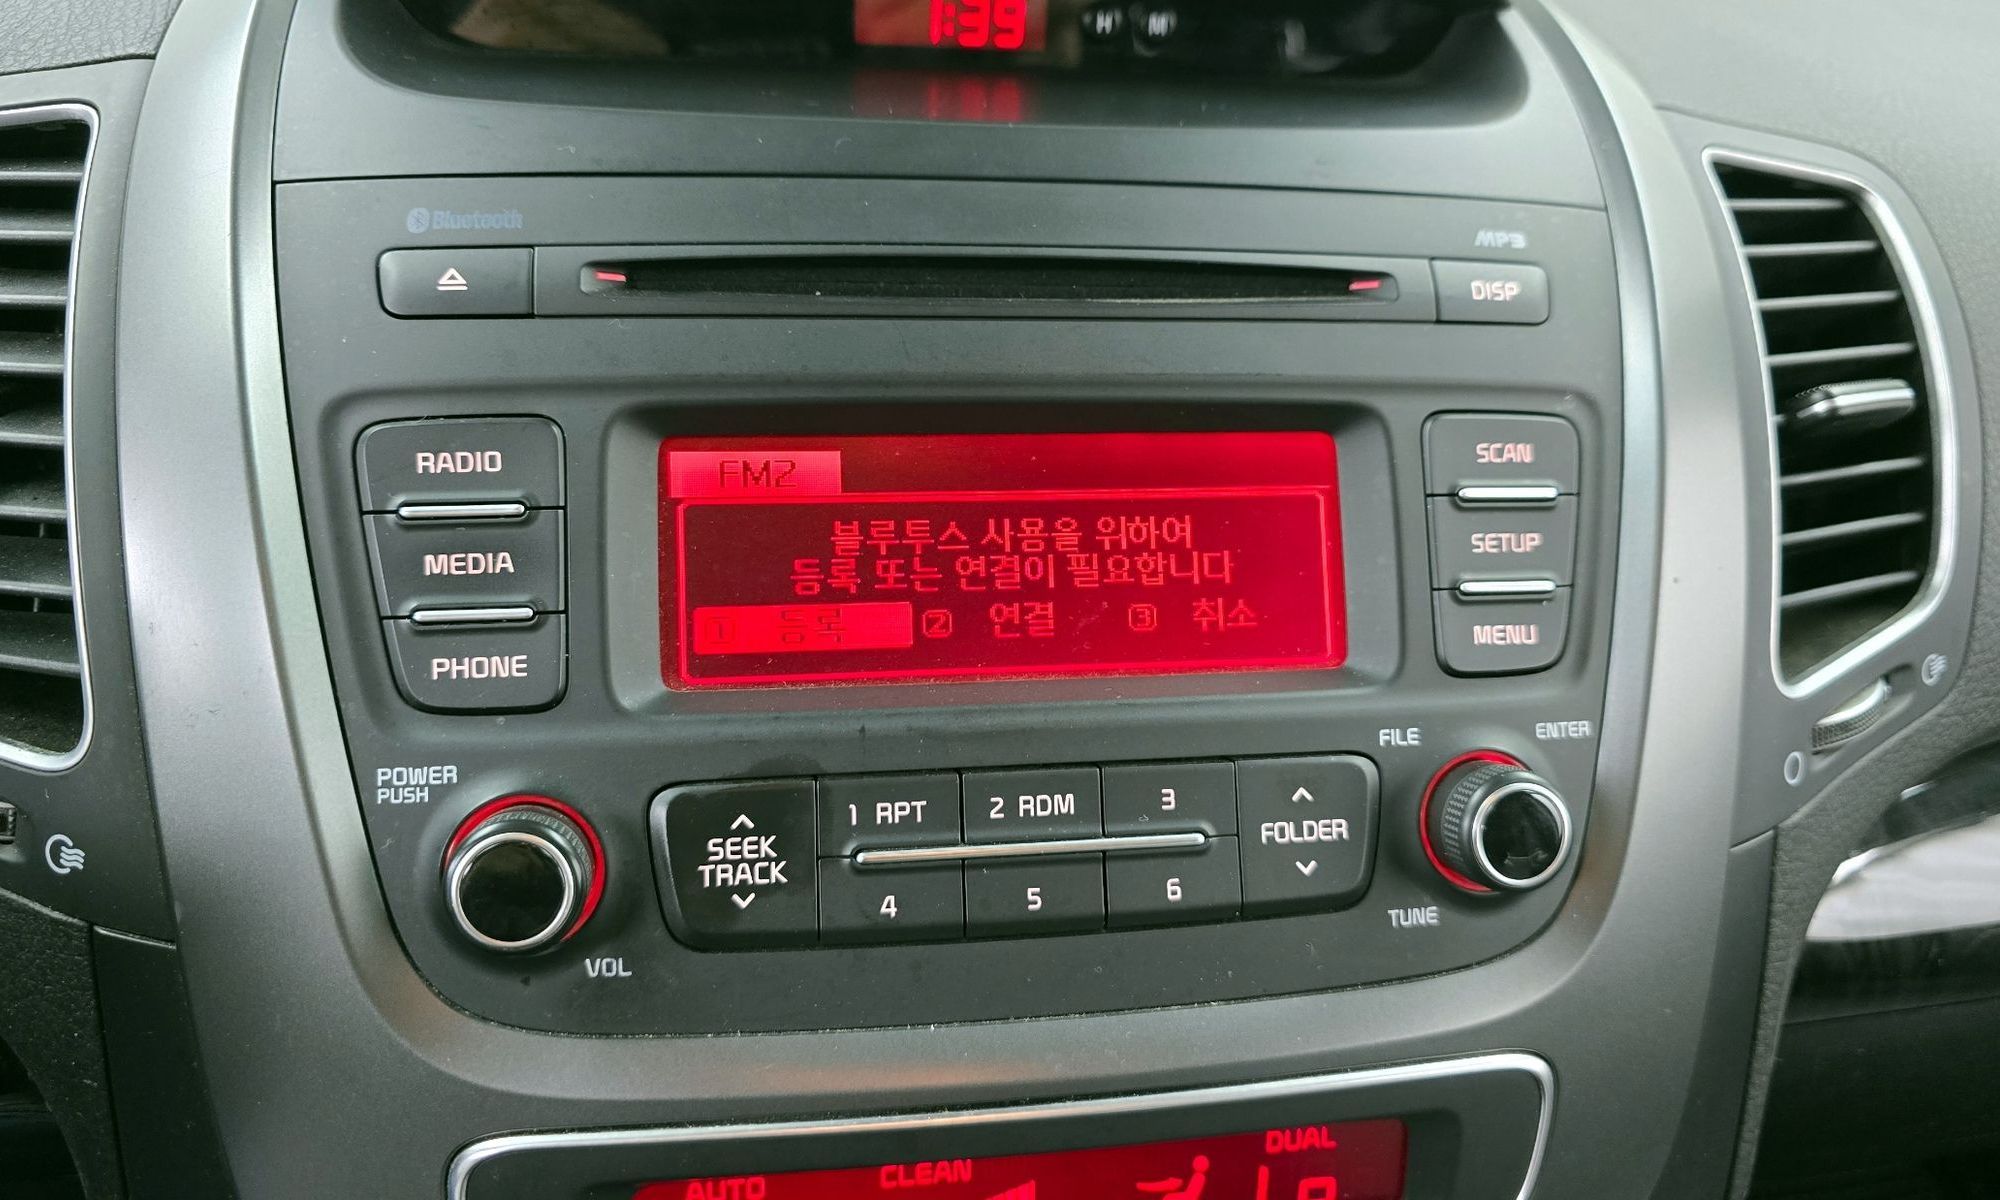 1:39
H M
Bluetooth
MP3
DISP
RADIO
MEDIA
PHONE
FM2
블루투스 사용을 위하여
등록 또는 연결이 필요합니다
1 등록 2 연결 3 취소
SCAN
SETUP
MENU
POWER
PUSH
VOL
SEEK
TRACK
1 RPT
2 RDM
3
4
5
6
FOLDER
FILE
ENTER
TUNE
AUTO
CLEAN
DUAL